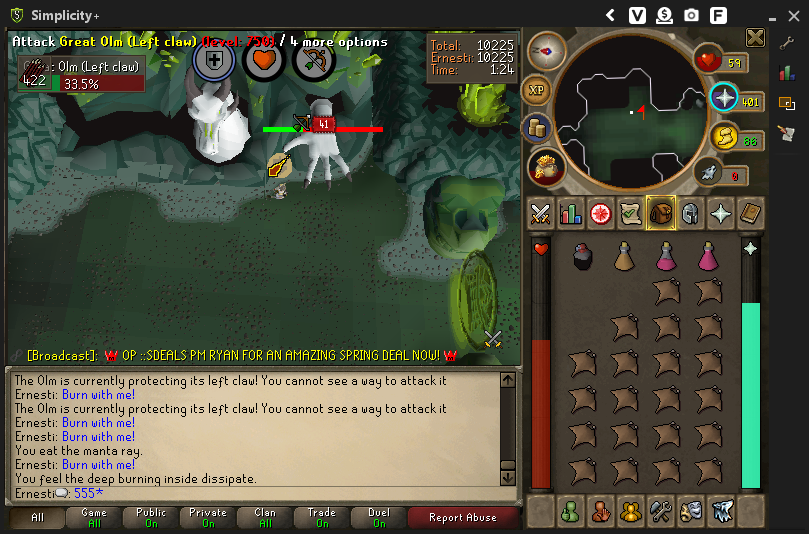 Simplicity+
Attack Great Olm (Left claw) (level: 750) / 4 more options
: Olm (Left claw)
422
33.5%
Total: 10225
Ernesti: 10225
Time: 1:24
41
XP
59
401
86
0
[Broadcast]: OP ::SDEALS PM RYAN FOR AN AMAZING SPRING DEAL NOW!
The Olm is currently protecting its left claw! You cannot see a way to attack it
Ernesti: Burn with me!
The Olm is currently protecting its left claw! You cannot see a way to attack it
Ernesti: Burn with me!
Ernesti: Burn with me!
You eat the manta ray.
Ernesti: Burn with me!
You feel the deep burning inside dissipate.
Ernesti: 555*
All
Game
All
Public
On
Private
On
Clan
All
Trade
On
Duel
On
Report Abuse